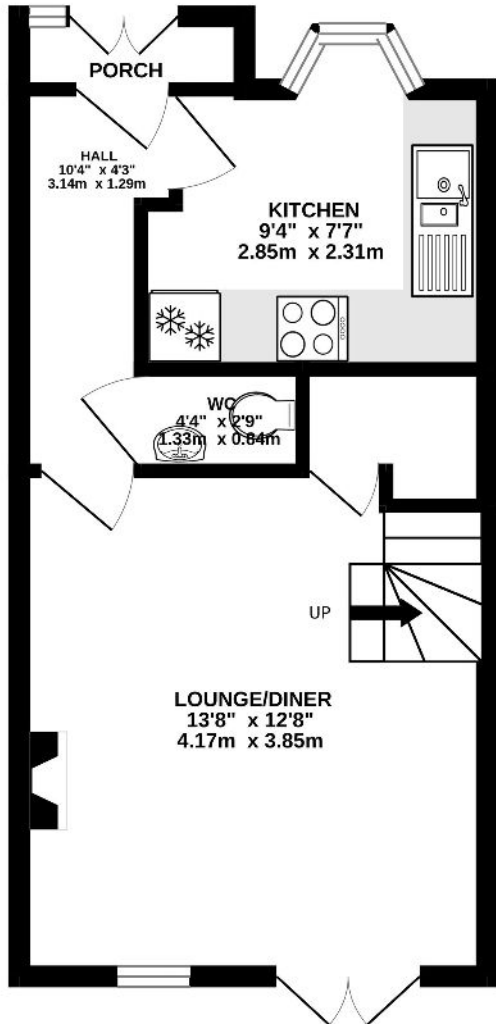 PORCH
HALL
10'4" x 4'3"
3.14m x 1.29m
KITCHEN
9'4" x 7'7"
2.85m x 2.31m
WC
4'4" x 2'9"
1.33m x 0.84m
UP
LOUNGE/DINER
13'8" x 12'8"
4.17m x 3.85m